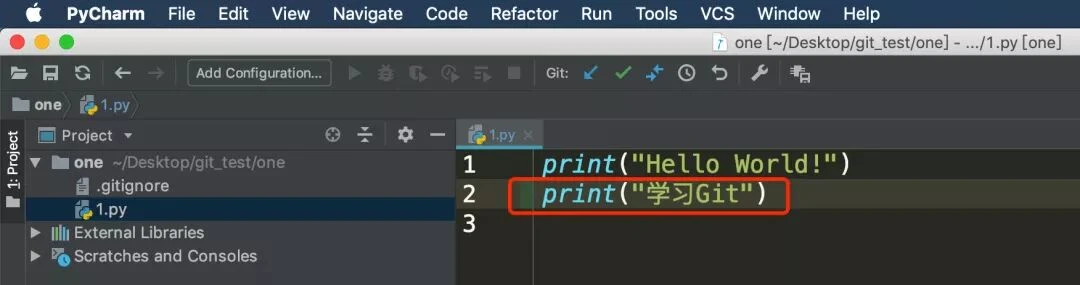 PyCharm File Edit View Navigate Code Refactor Run Tools VCS Window Help
one [~/Desktop/git_test/one] - .../1.py [one]
Add Configuration... Git:
one 1.py
1: Project
Project
1.py
one ~/Desktop/git_test/one
.gitignore
1.py
External Libraries
Scratches and Consoles
1 print("Hello World!")
2 print("学习Git")
3